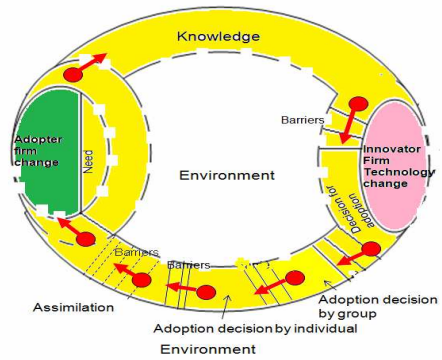 Knowledge
Barriers
Adopter
firm
change
Need
Innovator
Firm
Technology
change
Environment
Decision for
adoption
Barriers
Barriers
Assimilation
Adoption decision
by group
Adoption decision by individual
Environment